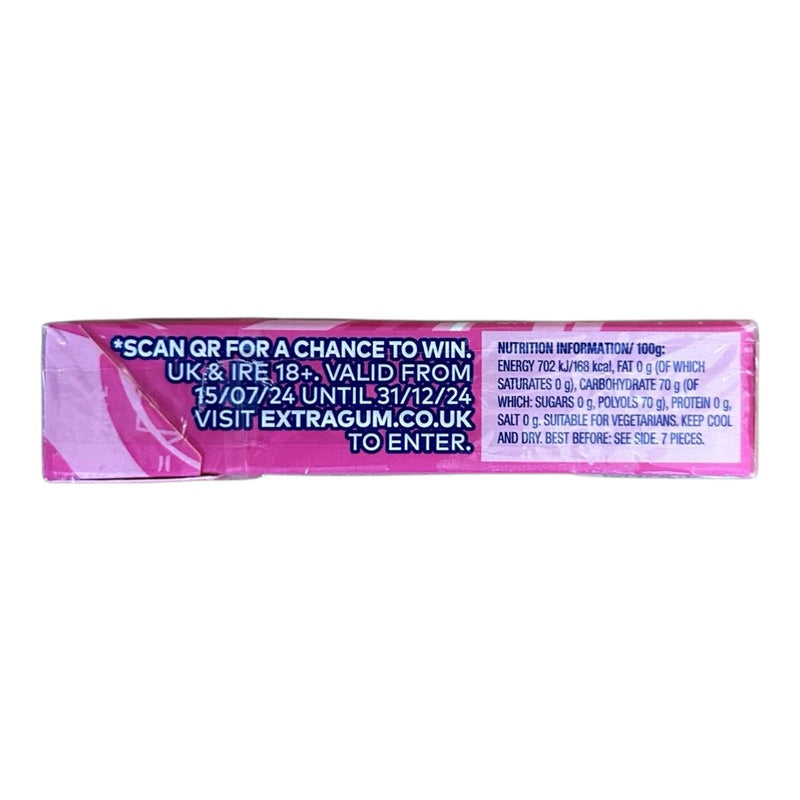 *SCAN QR FOR A CHANCE TO WIN.
UK & IRE 18+. VALID FROM
15/07/24 UNTIL 31/12/24
VISIT EXTRAGUM.CO.UK
TO ENTER.
NUTRITION INFORMATION/ 100g:
ENERGY 702 kJ/168 kcal, FAT 0 g (OF WHICH
SATURATES 0 g), CARBOHYDRATE 70 g (OF
WHICH: SUGARS 0 g, POLYOLS 70 g), PROTEIN 0 g,
SALT 0 g. SUITABLE FOR VEGETARIANS. KEEP COOL
AND DRY. BEST BEFORE: SEE SIDE. 7 PIECES.